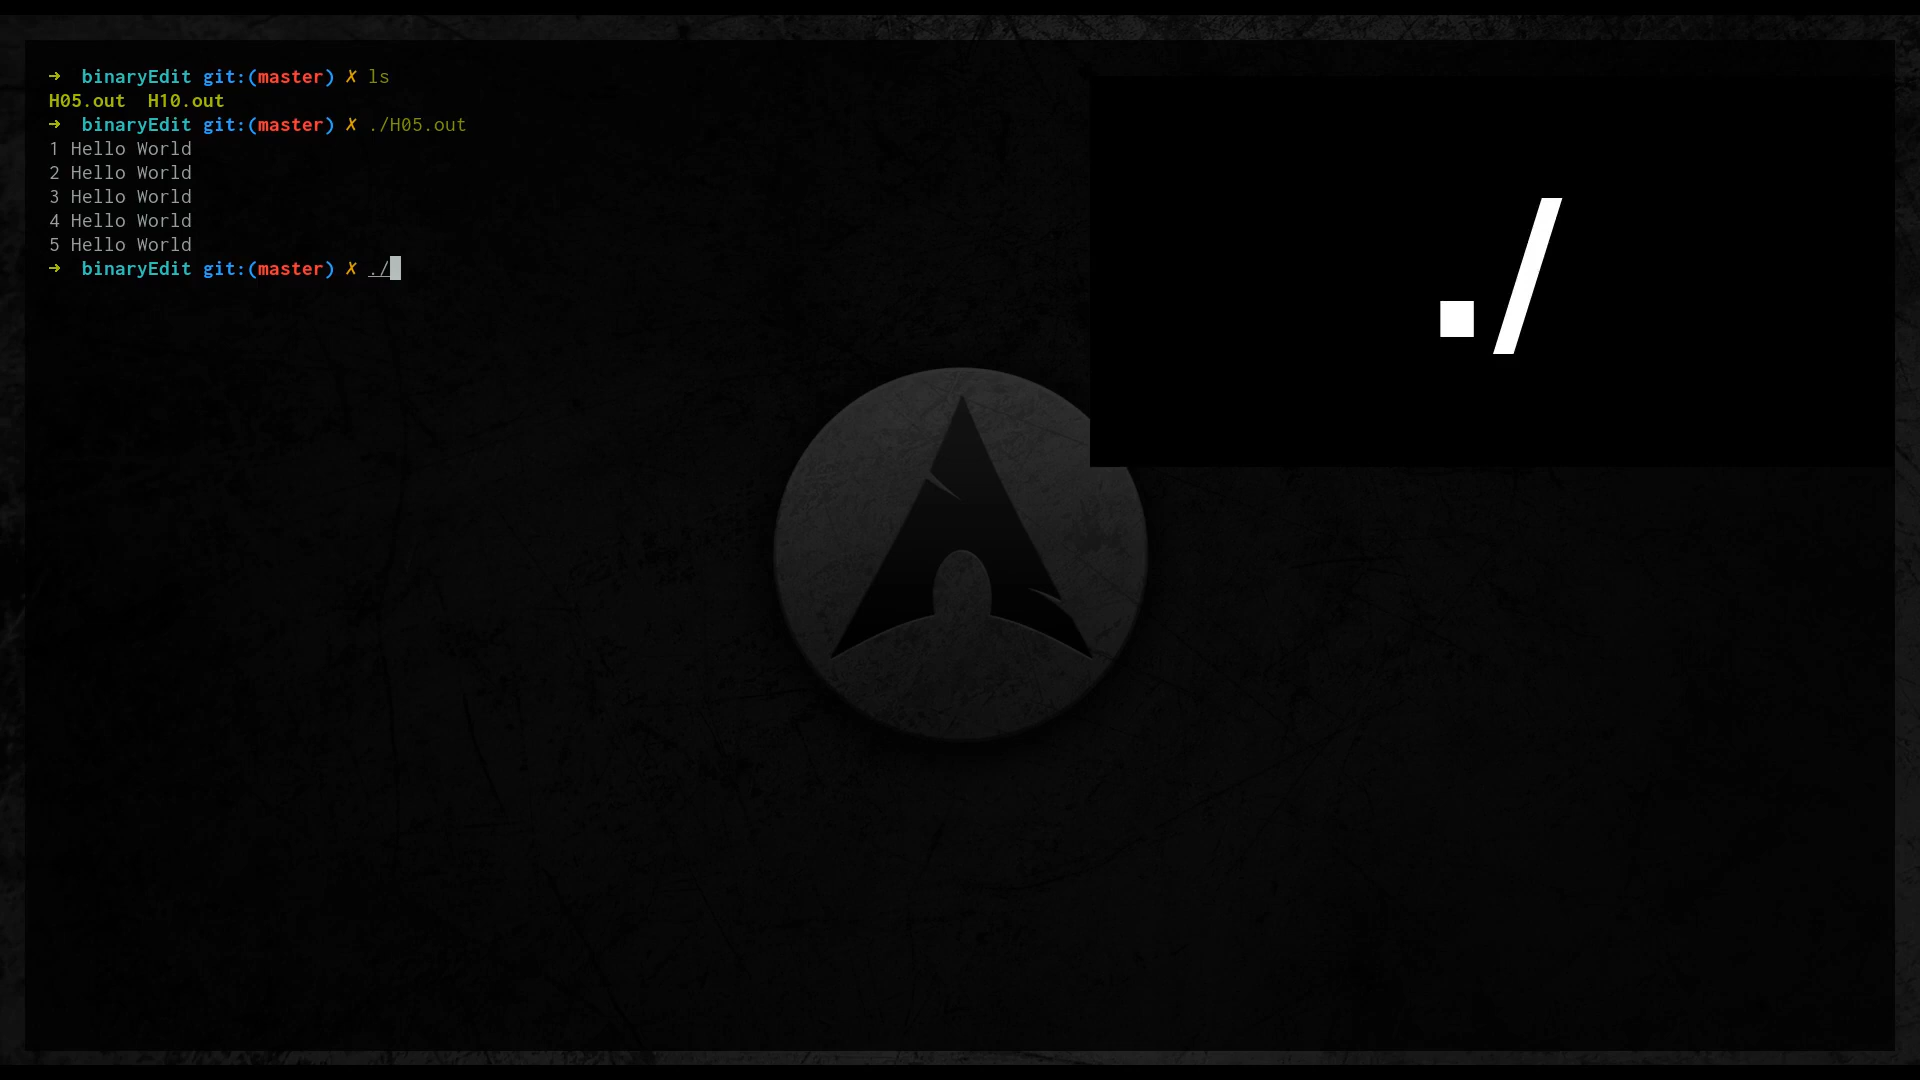 ➜  binaryEdit git:(master) ✗ ls
H05.out  H10.out
➜  binaryEdit git:(master) ✗ ./H05.out
1 Hello World
2 Hello World
3 Hello World
4 Hello World
5 Hello World
➜  binaryEdit git:(master) ✗ ./
./